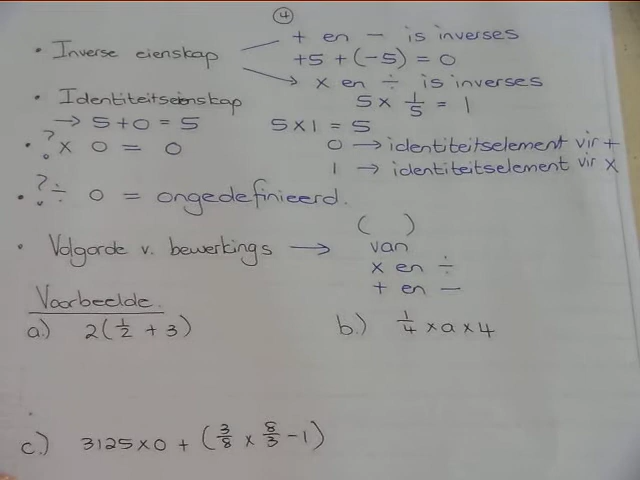 4
+ en − is inverses
• Inverse eienskap +5 + (−5) = 0
→ × en ÷ is inverses
• Identiteitseienskap 5 × 1/5 = 1
→ 5 + 0 = 5 5 × 1 = 5
• ? × 0 = 0 0 → identiteitselement vir +
1 → identiteitselement vir ×
• ? ÷ 0 = ongedefinieerd.
• Volgorde v. bewerkings → ( )
van
× en ÷
+ en −
Voorbeelde.
a.) 2(1/2 + 3) b.) 1/4 × a × 4
c.) 3125 × 0 + (3/8 × 8/3 − 1)